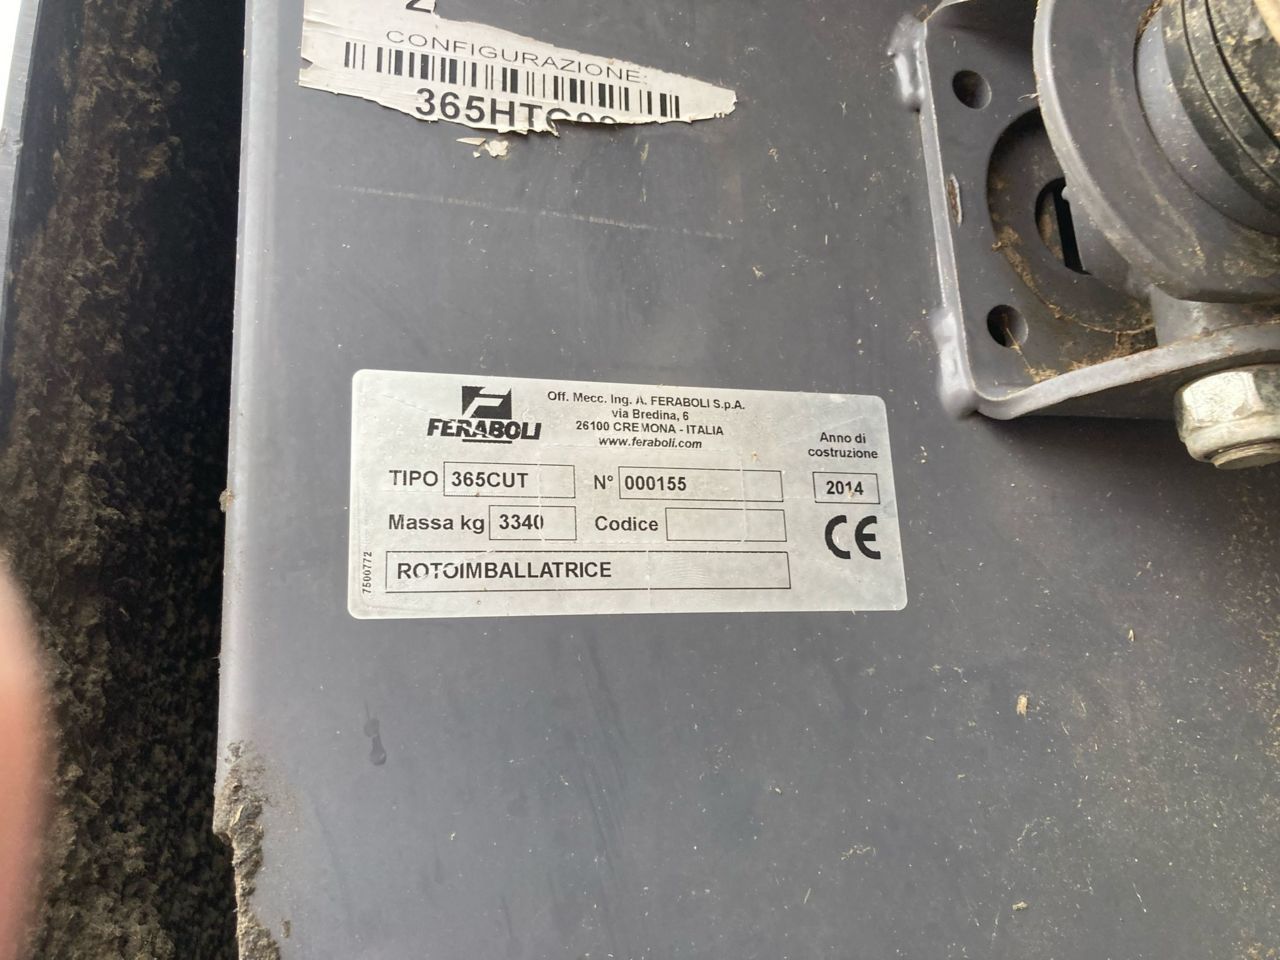 CONFIGURAZIONE:
FERABOLI
Off. Mecc. Ing. A. FERABOLI S.p.A.
via Bredina, 6
26100 CREMONA - ITALIA
www.feraboli.com
Anno di
costruzione
TIPO 365CUT N° 000155 2014
Massa kg 3340 Codice
CE
ROTOIMBALLATRICE
7500772